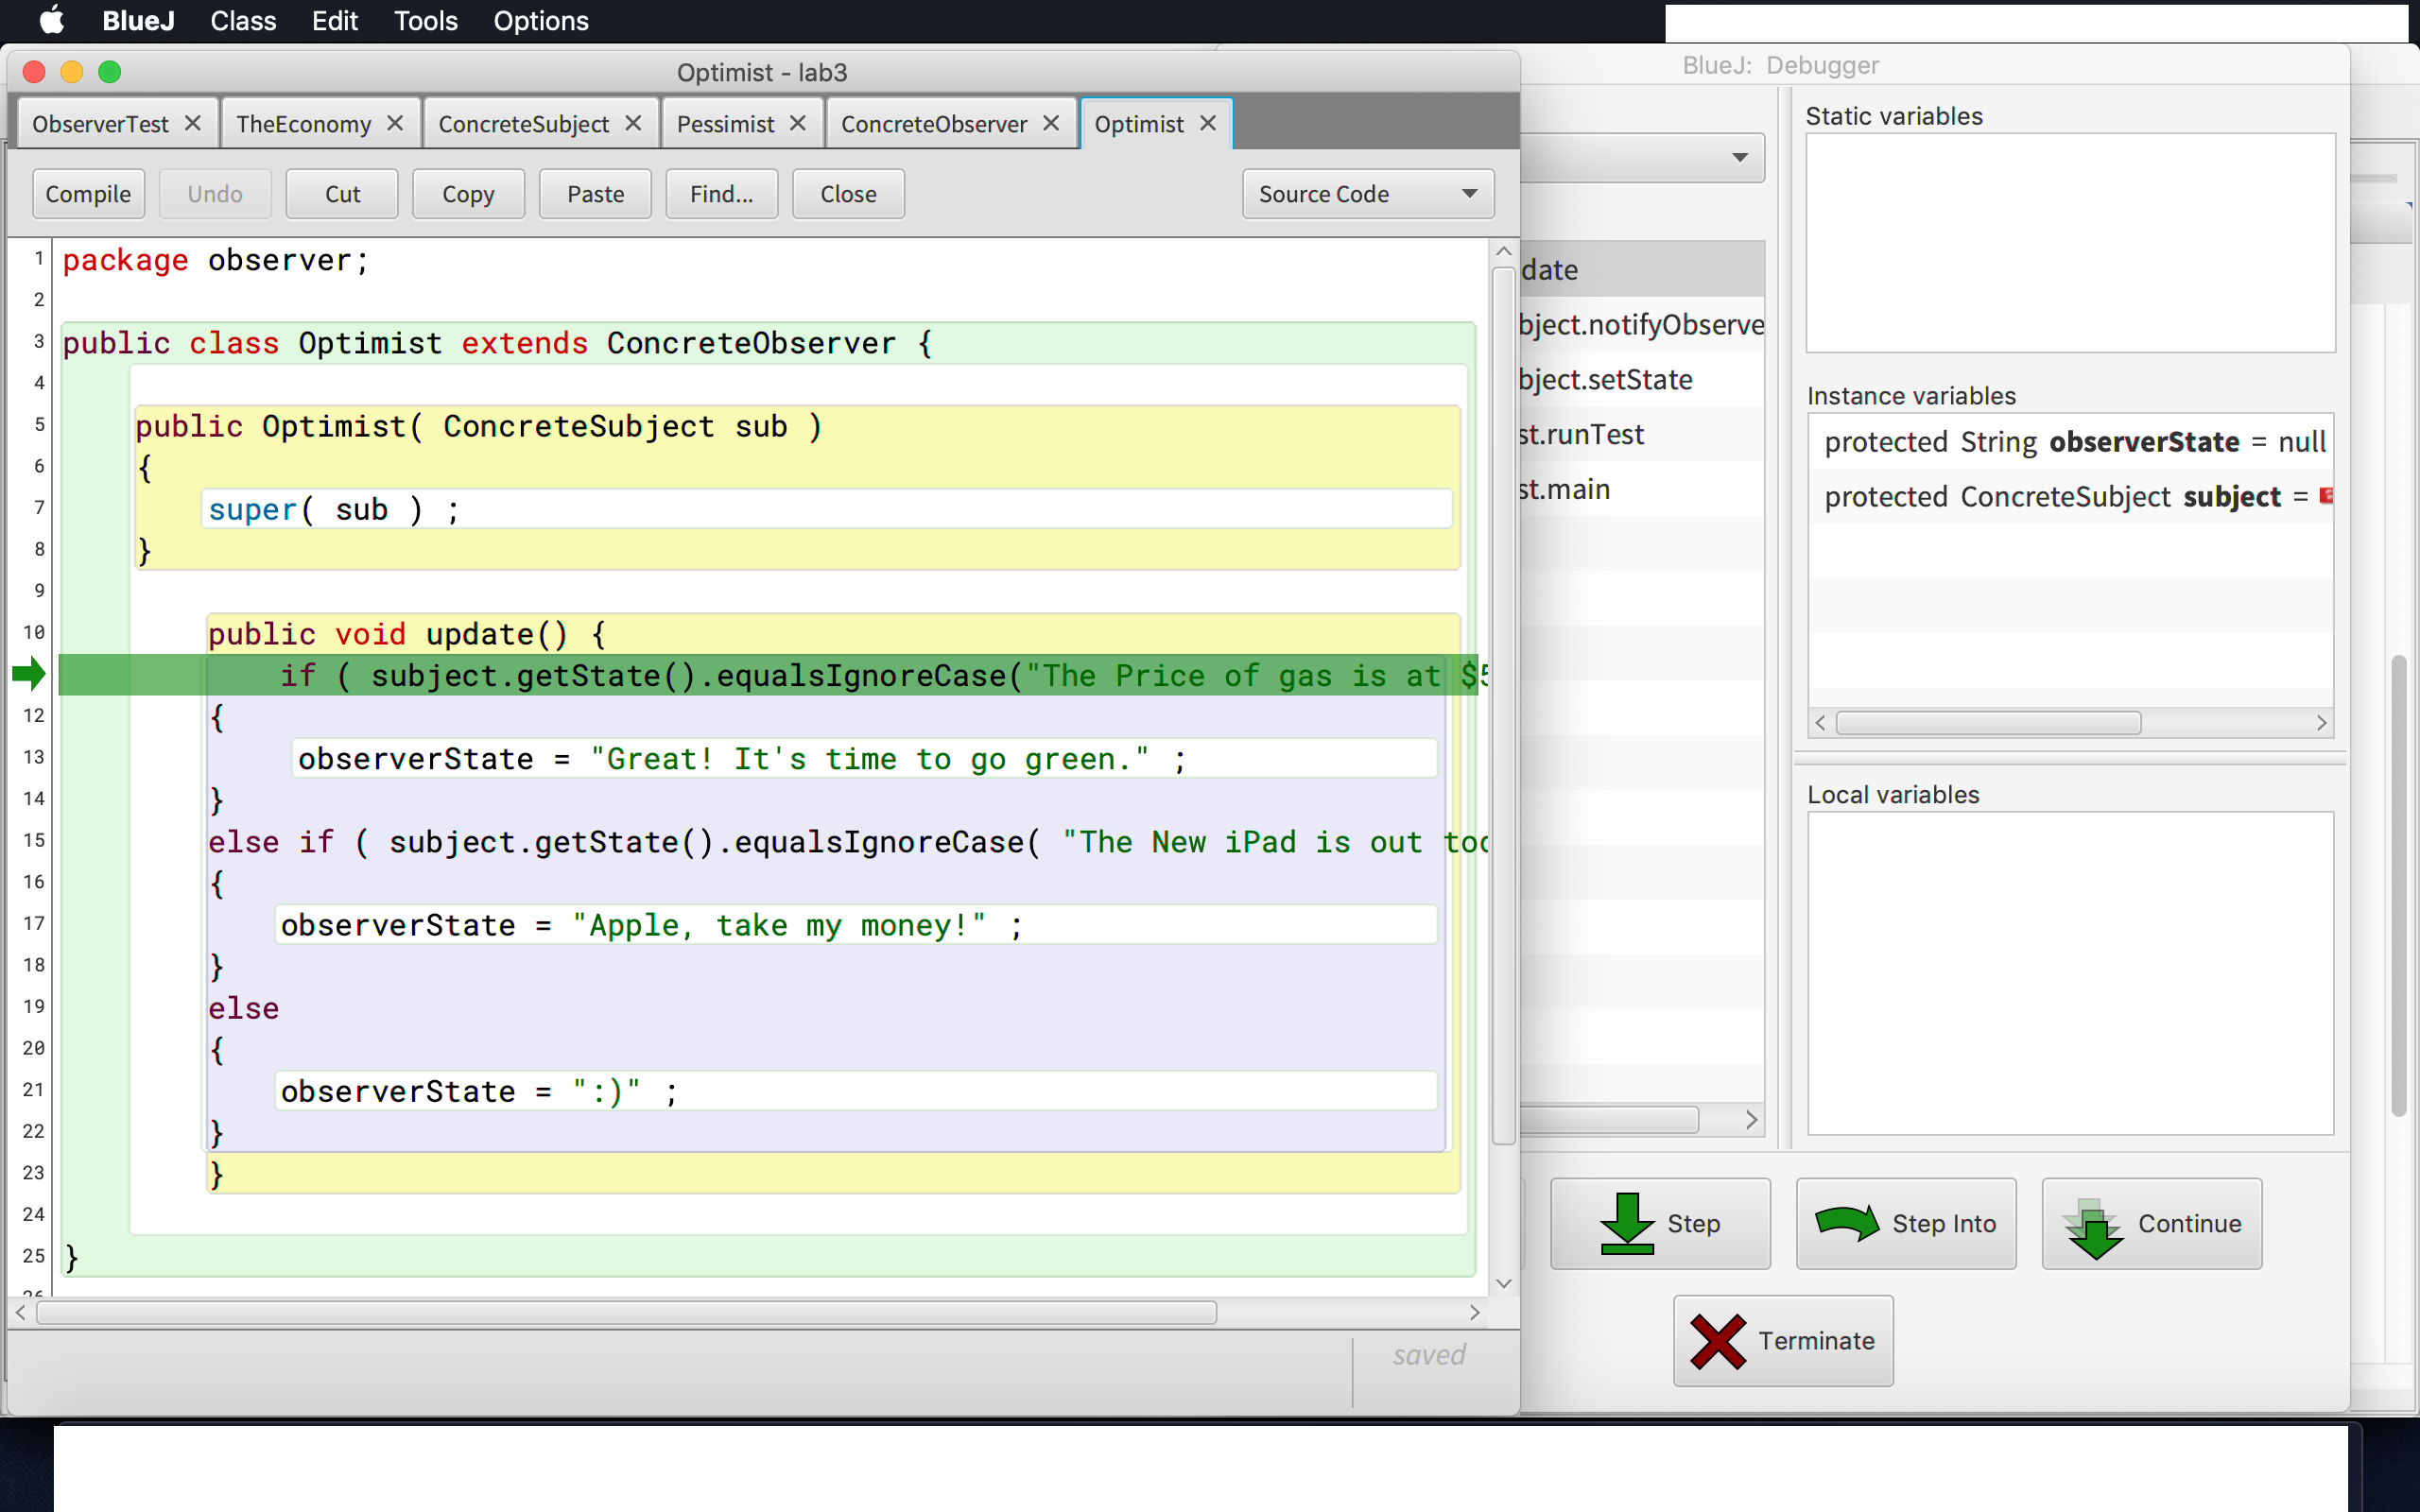 BlueJ Class Edit Tools Options
Optimist - lab3
BlueJ: Debugger
ObserverTest TheEconomy ConcreteSubject Pessimist ConcreteObserver Optimist
Compile Undo Cut Copy Paste Find... Close Source Code
1 package observer;
2
3 public class Optimist extends ConcreteObserver {
4
5 public Optimist( ConcreteSubject sub )
6 {
7 super( sub ) ;
8 }
9
10 public void update() {
if ( subject.getState().equalsIgnoreCase("The Price of gas is at $5
12 {
13 observerState = "Great! It's time to go green." ;
14 }
15 else if ( subject.getState().equalsIgnoreCase( "The New iPad is out tod
16 {
17 observerState = "Apple, take my money!" ;
18 }
19 else
20 {
21 observerState = ":)" ;
22 }
23 }
24
25 }
26
saved
date
bject.notifyObserve
bject.setState
st.runTest
st.main
Static variables
Instance variables
protected String observerState = null
protected ConcreteSubject subject =
Local variables
Step Step Into Continue
Terminate